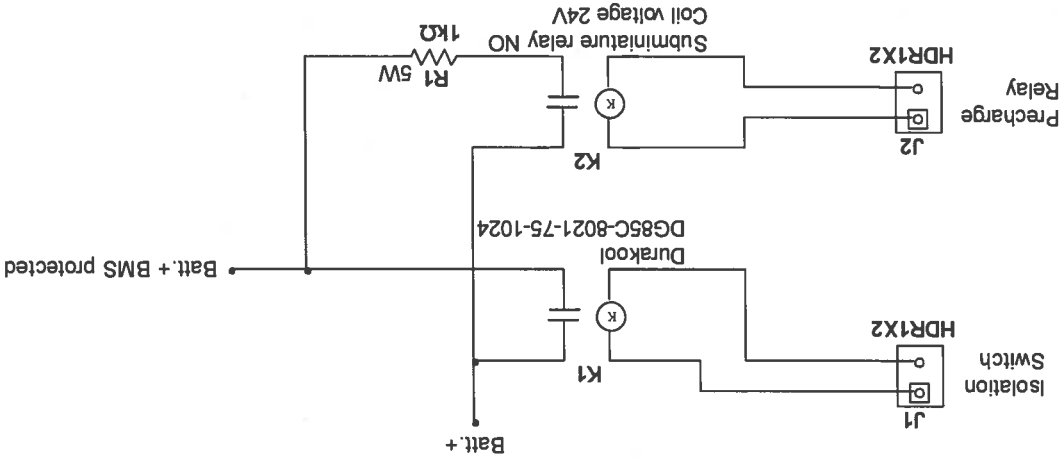 Batt.+
J1
Isolation
Switch
HDR1X2
K1
K
Durakool
DG85C-8021-75-1024
Batt.+ BMS protected
J2
Precharge
Relay
HDR1X2
K2
K
Subminiature relay NO
Coil voltage 24V
R1
5W
1kΩ